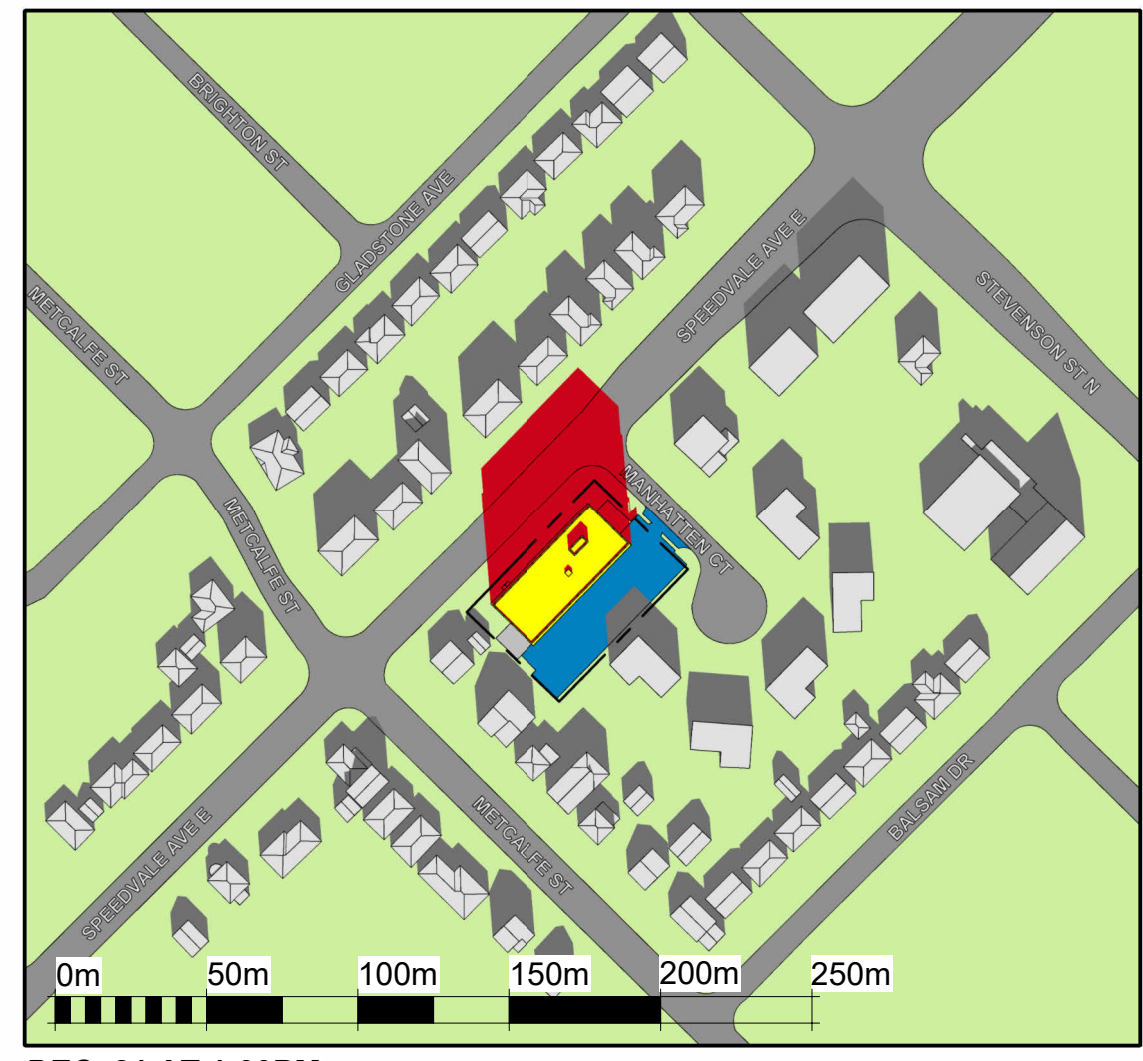 BRIGHTON ST
GLADSTONE AVE
METCALFE ST
SPEEDVALE AVE E
STEVENSON ST N
MANHATTEN CT
METCALFE ST
BALSAM DR
METCALFE ST
SPEEDVALE AVE E
0m 50m 100m 150m 200m 250m